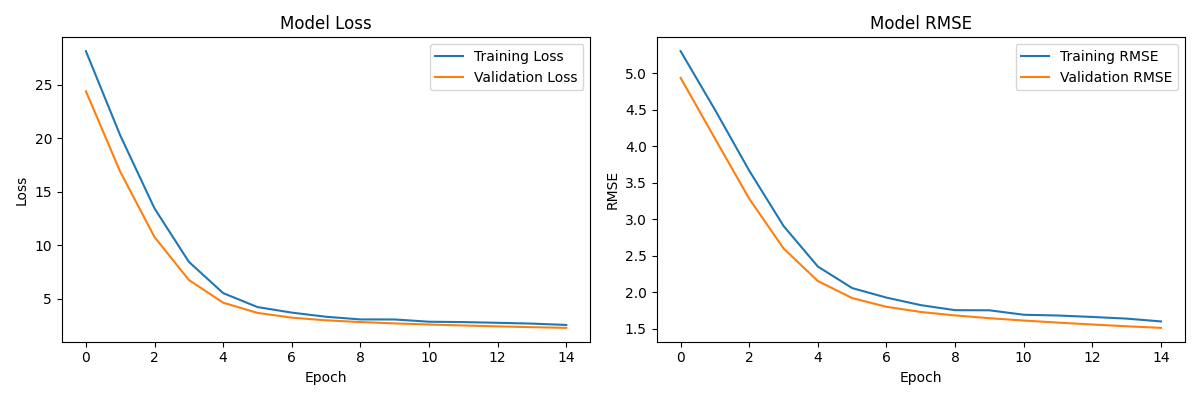 Model Loss
Training Loss
Validation Loss
25
20
15
10
5
Loss
0 2 4 6 8 10 12 14
Epoch
Model RMSE
Training RMSE
Validation RMSE
5.0
4.5
4.0
3.5
3.0
2.5
2.0
1.5
RMSE
0 2 4 6 8 10 12 14
Epoch